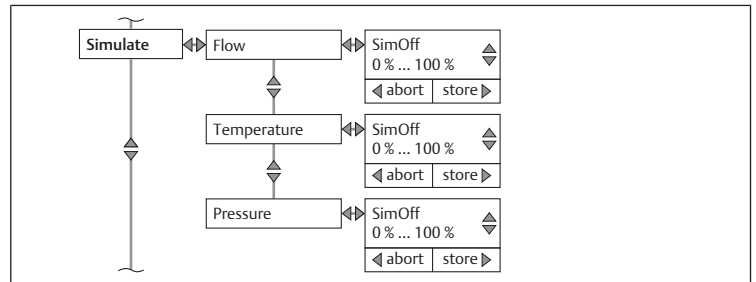 Simulate
Flow
SimOff
0 % ... 100 %
abort store
Temperature
SimOff
0 % ... 100 %
abort store
Pressure
SimOff
0 % ... 100 %
abort store